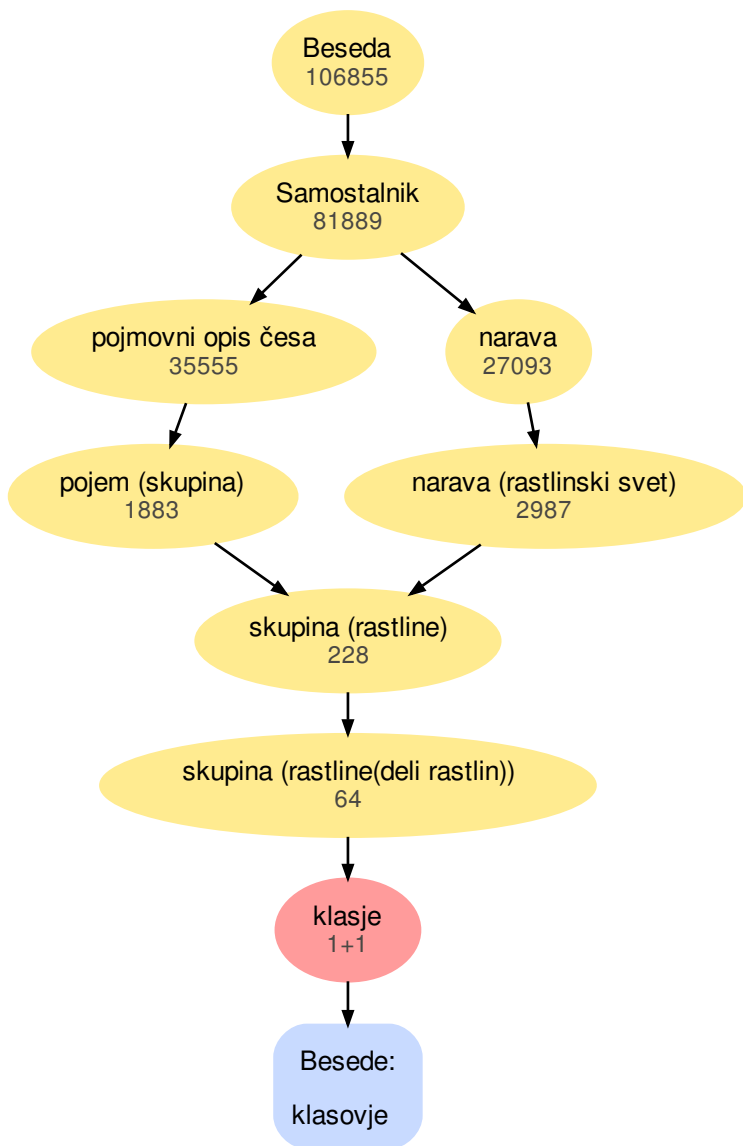 Beseda
106855
Samostalnik
81889
pojmovni opis česa
35555
narava
27093
pojem (skupina)
1883
narava (rastlinski svet)
2987
skupina (rastline)
228
skupina (rastline(deli rastlin))
64
klasje
1+1
Besede:
klasovje